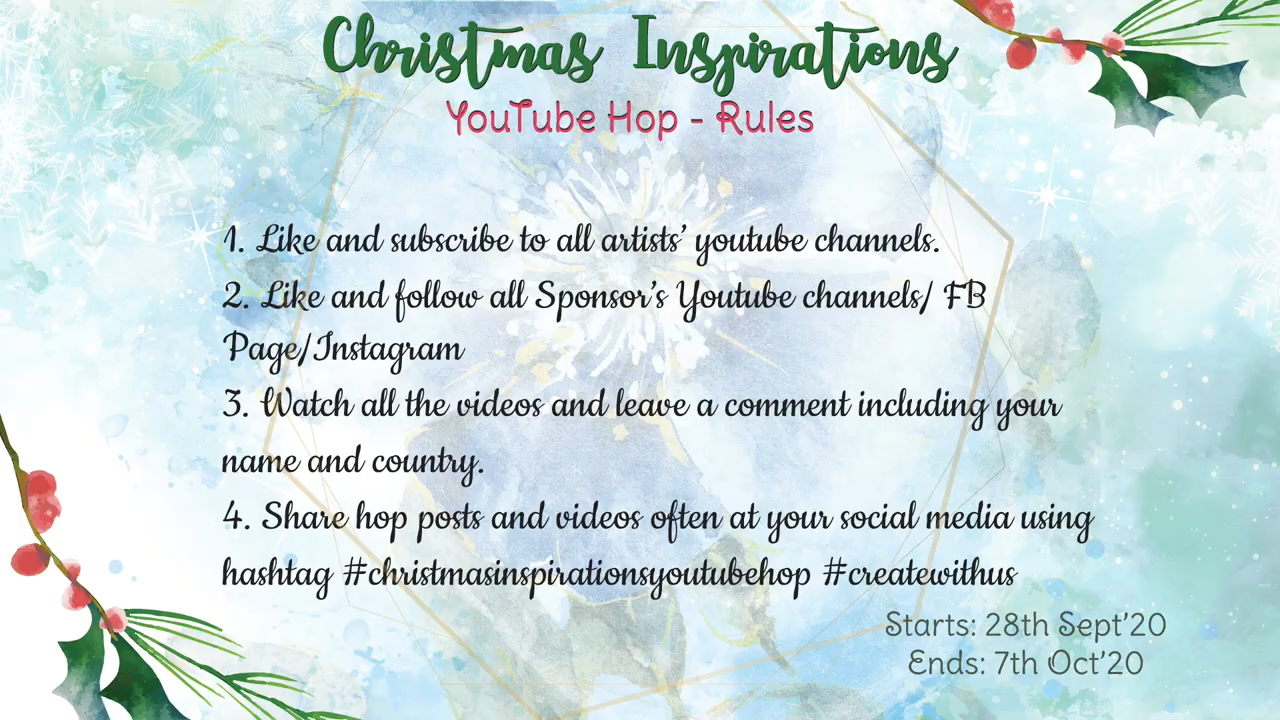 Christmas Inspirations
YouTube Hop - Rules
1. Like and subscribe to all artists' youtube channels.
2. Like and follow all Sponsor's Youtube channels/ FB
Page/Instagram
3. Watch all the videos and leave a comment including your
name and country.
4. Share hop posts and videos often at your social media using
hashtag #christmasinspirationsyoutubehop #createwithus
Starts: 28th Sept'20
Ends: 7th Oct'20